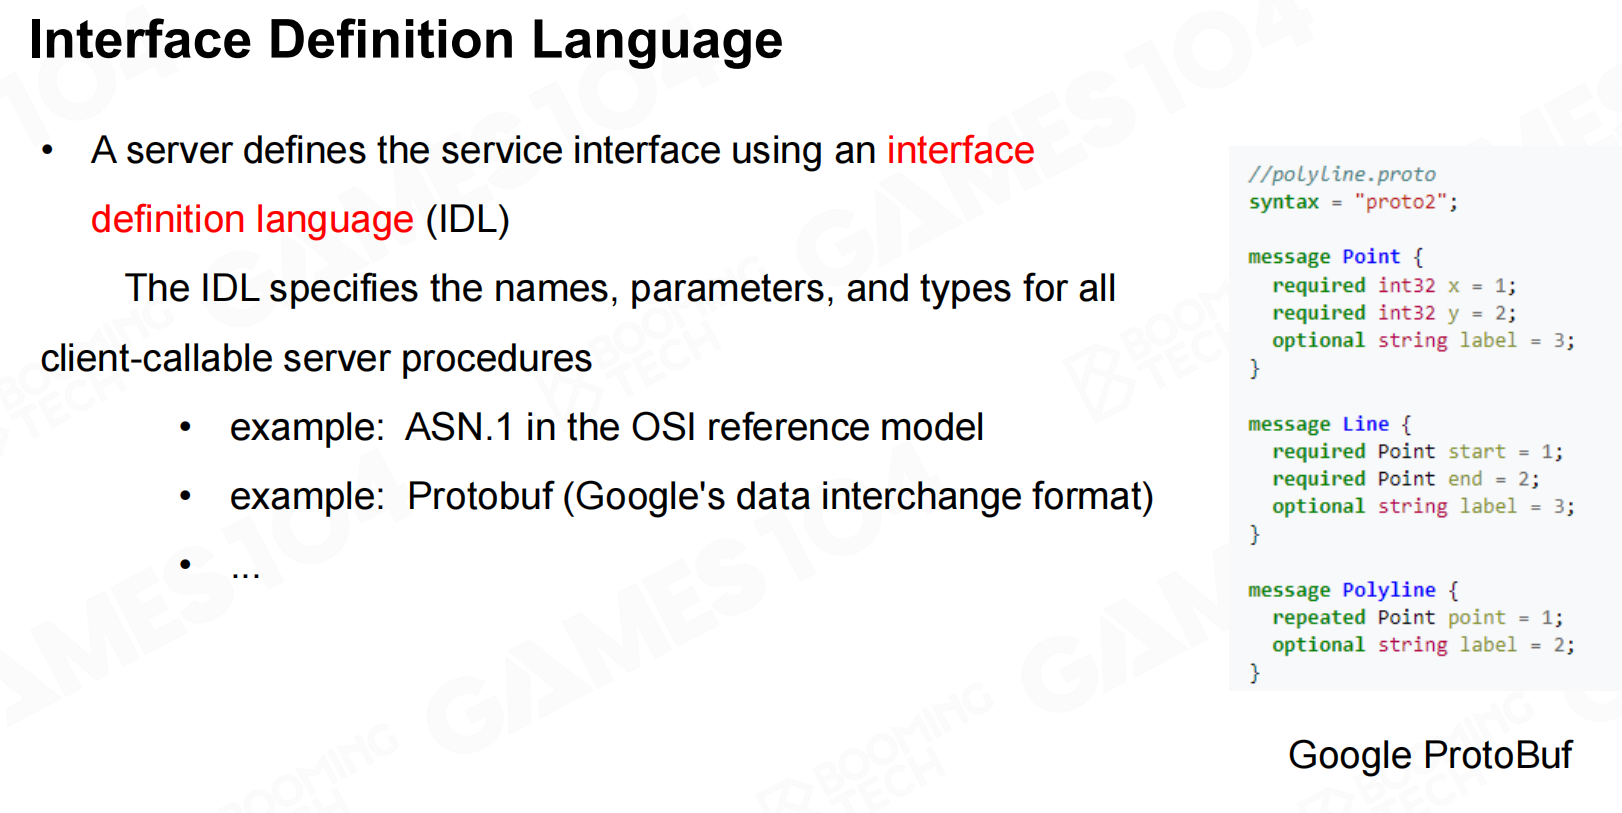 Interface Definition Language
• A server defines the service interface using an interface
definition language (IDL)
The IDL specifies the names, parameters, and types for all
client-callable server procedures
• example: ASN.1 in the OSI reference model
• example: Protobuf (Google's data interchange format)
• ...
//polyline.proto
syntax = "proto2";
message Point {
required int32 x = 1;
required int32 y = 2;
optional string label = 3;
}
message Line {
required Point start = 1;
required Point end = 2;
optional string label = 3;
}
message Polyline {
repeated Point point = 1;
optional string label = 2;
}
Google ProtoBuf
GAMES104
BOOMING
TECH